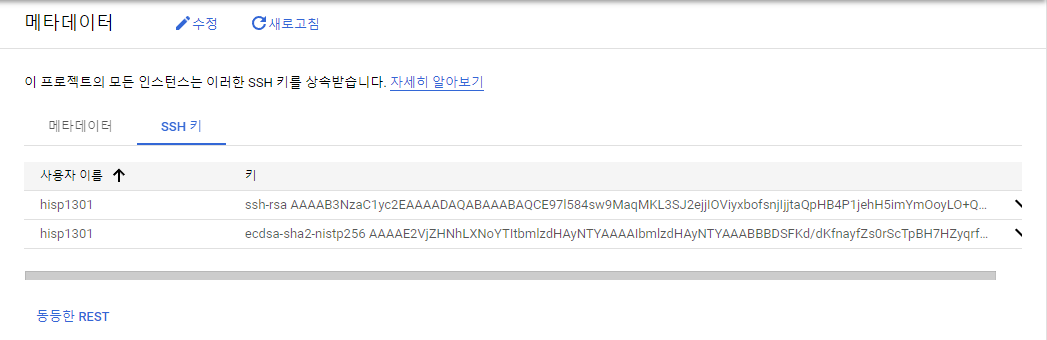 메타데이터 수정 새로고침
이 프로젝트의 모든 인스턴스는 이러한 SSH 키를 상속받습니다. 자세히 알아보기
메타데이터 SSH 키
사용자 이름 키
hisp1301 ssh-rsa AAAAB3NzaC1yc2EAAAADAQABAAABAQCE97l584sw9MaqMKL3SJ2ejjIOViyxbofsnjIjjtaQpHB4P1jehH5imYmOoyLO+Q…
hisp1301 ecdsa-sha2-nistp256 AAAAE2VjZHNhLXNoYTItbmlzdHAyNTYAAAAIbmlzdHAyNTYAAABBBDSFKd/dKfnayfZs0rScTpBH7HZyqrf…
동등한 REST